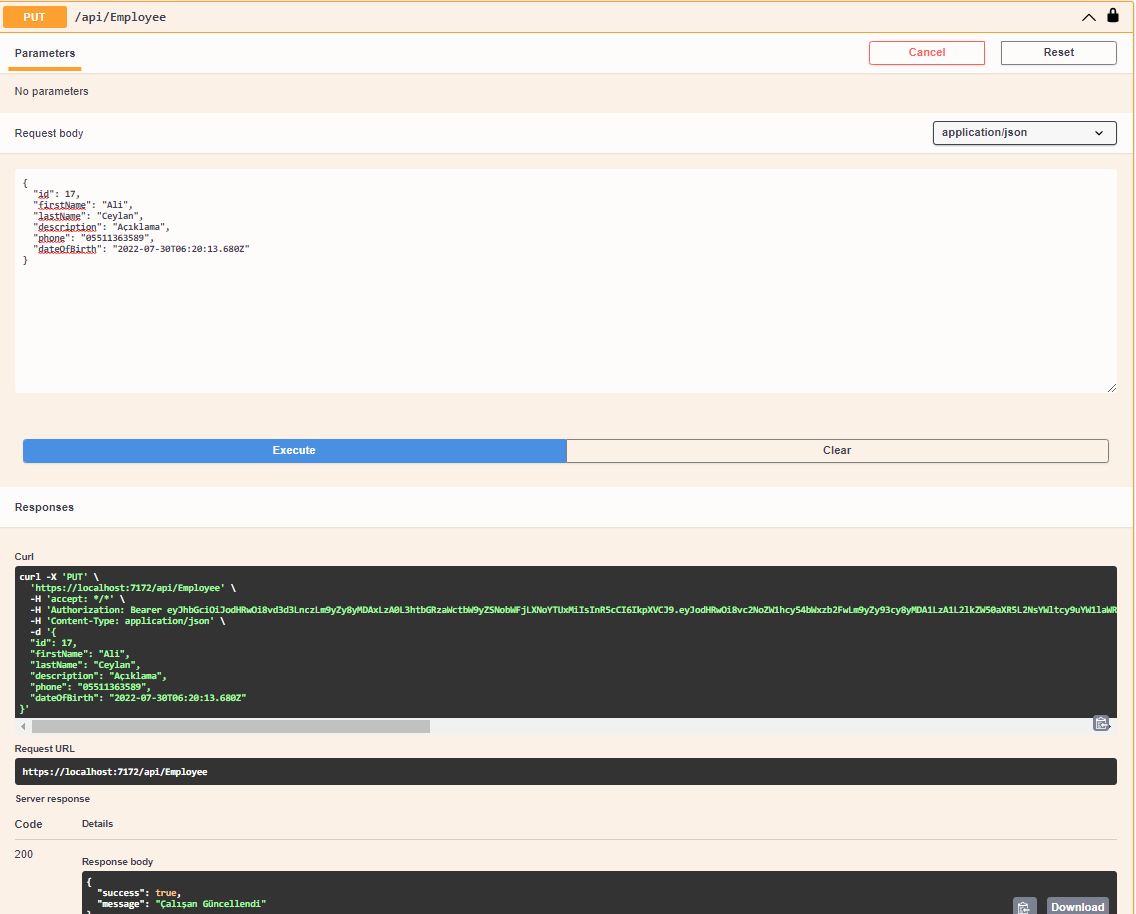 PUT /api/Employee
Parameters Cancel Reset
No parameters
Request body application/json
{
"id": 17,
"firstName": "Ali",
"lastName": "Ceylan",
"description": "Açıklama",
"phone": "05511363589",
"dateOfBirth": "2022-07-30T06:20:13.680Z"
}
Execute Clear
Responses
Curl
curl -X 'PUT' \
'https://localhost:7172/api/Employee' \
-H 'accept: */*' \
-H 'Authorization: Bearer
-H 'Content-Type: application/json' \
-d '{
"id": 17,
"firstName": "Ali",
"lastName": "Ceylan",
"description": "Açıklama",
"phone": "05511363589",
"dateOfBirth": "2022-07-30T06:20:13.680Z"
}'
Request URL
https://localhost:7172/api/Employee
Server response
Code Details
200
Response body
{
"success": true,
"message": "Çalışan Güncellendi"
Download